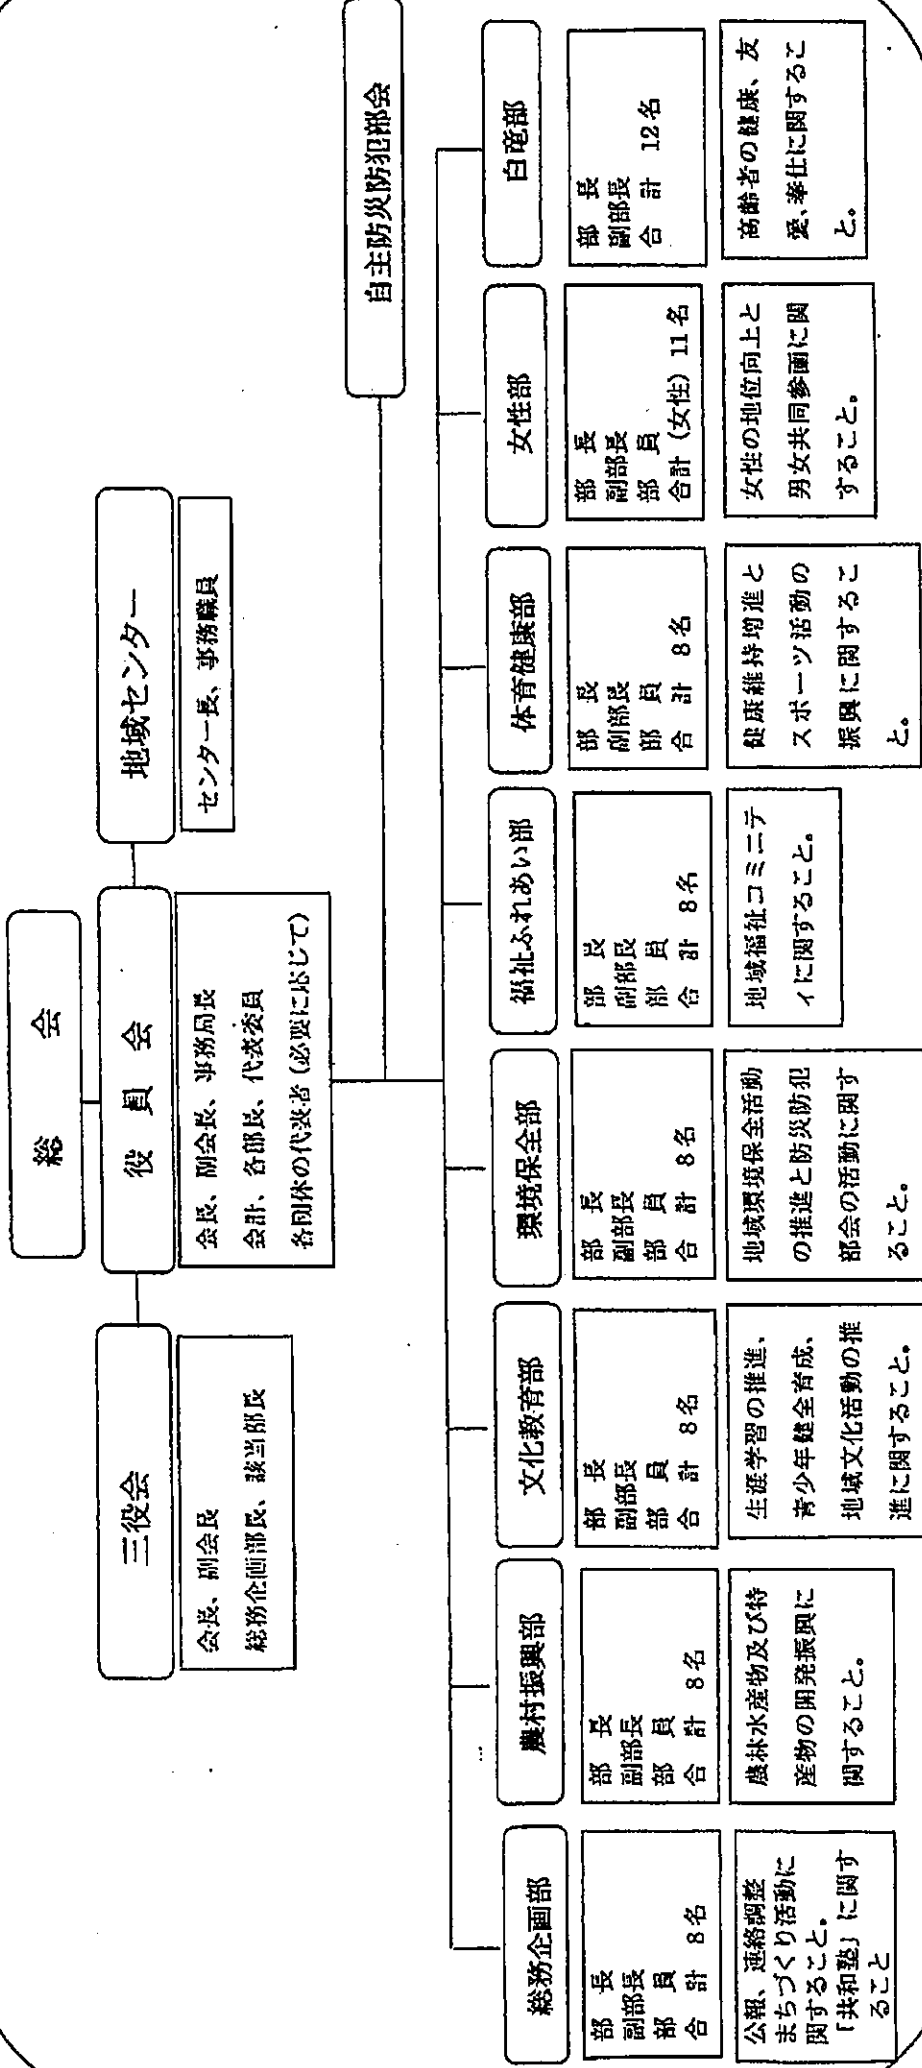 総　会
三役会
会長、副会長
総務企画部長、該当部長
役　員　会
会長、副会長、事務局長
会計、各部長、代表委員
各団体の代表者（必要に応じて）
地域センター
センター長、事務職員
自主防災防犯部会
総務企画部
部　長
副部長
部　員
合　計　8名
公報、連絡調整
まちづくり活動に
関すること。
「共和塾」に関す
ること
農村振興部
部　長
副部長
部　員
合　計　8名
農林水産物及び特
産物の開発振興に
関すること。
文化教育部
部　長
副部長
部　員
合　計　8名
生涯学習の推進、
青少年健全育成、
地域文化活動の推
進に関すること。
環境保全部
部　長
副部長
部　員
合　計　8名
地域環境保全活動
の推進と防災防犯
部会の活動に関す
ること。
福祉ふれあい部
部　長
副部長
部　員
合　計　8名
地域福祉コミニテ
ィに関すること。
体育健康部
部　長
副部長
部　員
合　計　8名
健康維持増進と
スポーツ活動の
振興に関するこ
と。
女性部
部　長
副部長
部　員
合計（女性）11名
女性の地位向上と
男女共同参画に関
すること。
白竜部
部　長
副部長
合　計　12名
高齢者の健康、友
愛、奉仕に関するこ
と。